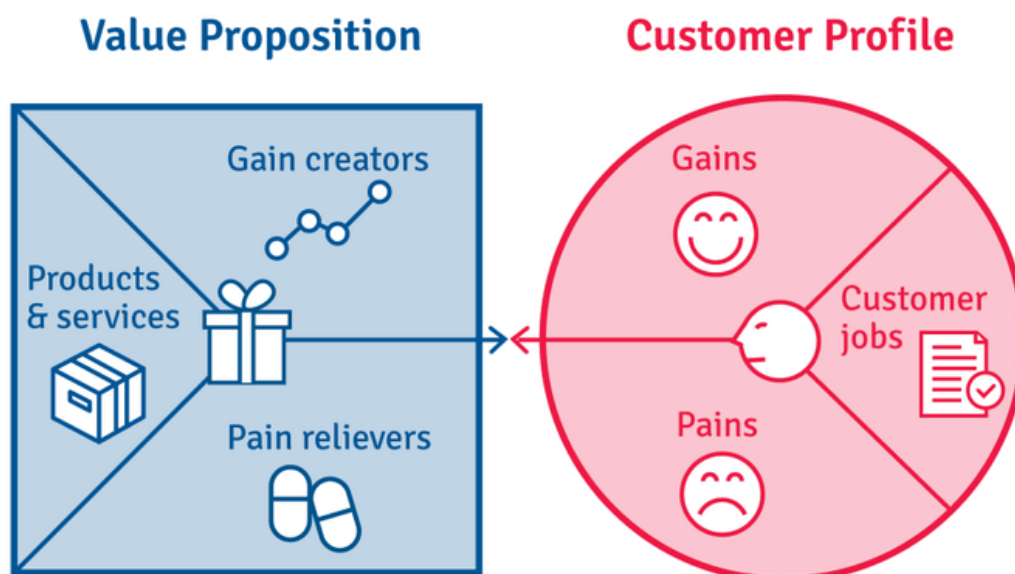 Value Proposition
Customer Profile
Gain creators
Products
& services
Pain relievers
Gains
Customer
jobs
Pains